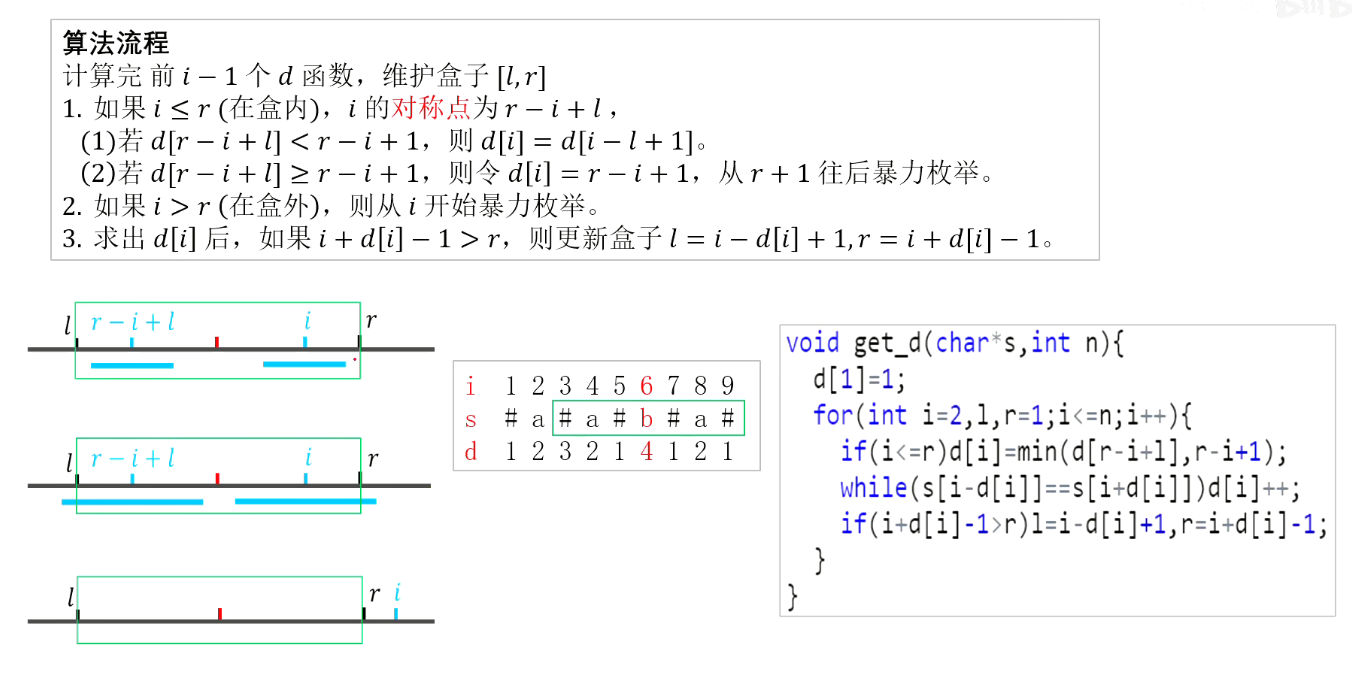 算法流程
计算完 前 i − 1 个 d 函数，维护盒子 [l, r]
1. 如果 i ≤ r (在盒内)，i 的对称点为 r − i + l，
(1)若 d[r − i + l] < r − i + 1，则 d[i] = d[i − l + 1]。
(2)若 d[r − i + l] ≥ r − i + 1，则令 d[i] = r − i + 1，从 r + 1 往后暴力枚举。
2. 如果 i > r (在盒外)，则从 i 开始暴力枚举。
3. 求出 d[i] 后，如果 i + d[i] − 1 > r，则更新盒子 l = i − d[i] + 1, r = i + d[i] − 1。
l r − i + l i r
l r − i + l i r
l r i
i 1 2 3 4 5 6 7 8 9
s # a # a # b # a #
d 1 2 3 2 1 4 1 2 1
void get_d(char*s,int n){
d[1]=1;
for(int i=2,l,r=1;i<=n;i++){
if(i<=r)d[i]=min(d[r-i+l],r-i+1);
while(s[i-d[i]]==s[i+d[i]])d[i]++;
if(i+d[i]-1>r)l=i-d[i]+1,r=i+d[i]-1;
}
}